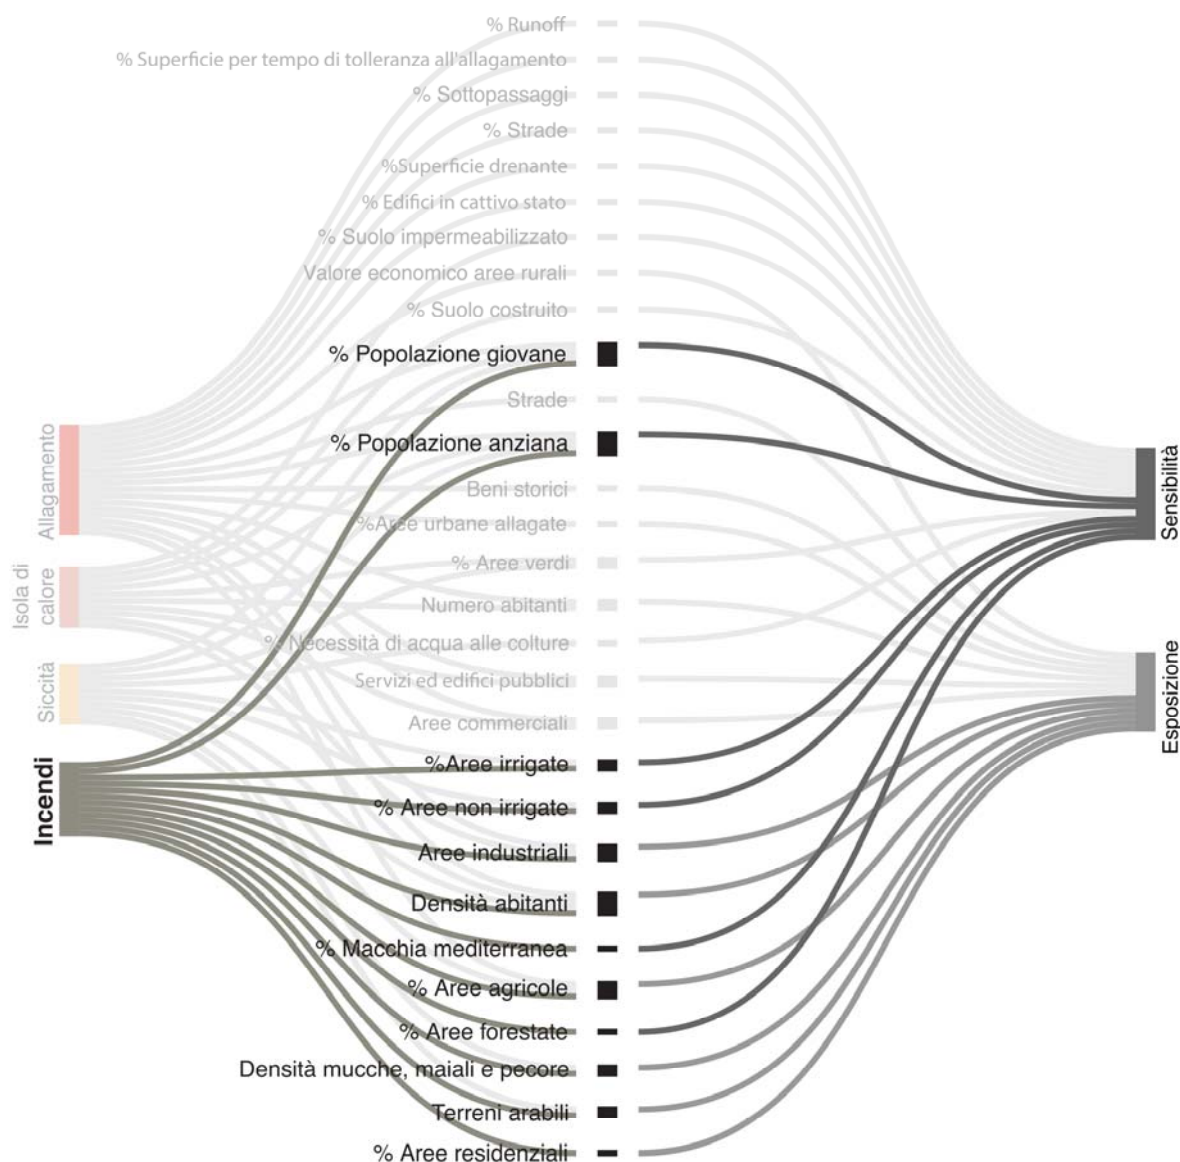 % Runoff
% Superficie per tempo di tolleranza all'allagamento
% Sottopassaggi
% Strade
%Superficie drenante
% Edifici in cattivo stato
% Suolo impermeabilizzato
Valore economico aree rurali
% Suolo costruito
% Popolazione giovane
Strade
% Popolazione anziana
Beni storici
%Aree urbane allagate
% Aree verdi
Numero abitanti
% Necessità di acqua alle colture
Servizi ed edifici pubblici
Aree commerciali
%Aree irrigate
% Aree non irrigate
Aree industriali
Densità abitanti
% Macchia mediterranea
% Aree agricole
% Aree forestate
Densità mucche, maiali e pecore
Terreni arabili
% Aree residenziali
Allagamento
Isola di
calore
Siccità
Incendi
Sensibilità
Esposizione